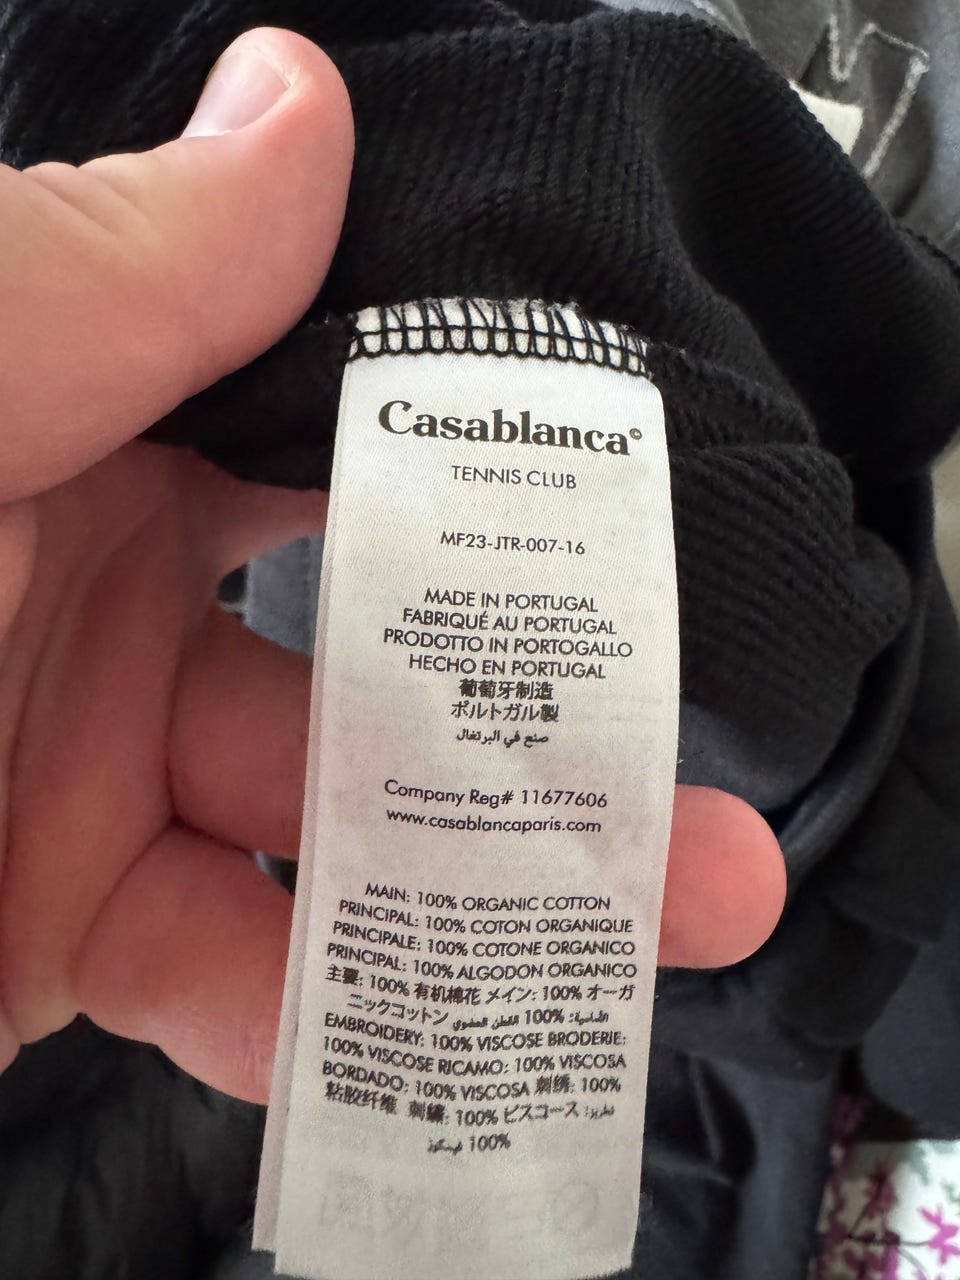 Casablanca©
TENNIS CLUB
MF23-JTR-007-16
MADE IN PORTUGAL
FABRIQUÉ AU PORTUGAL
PRODOTTO IN PORTOGALLO
HECHO EN PORTUGAL
葡萄牙制造
ポルトガル製
صنع في البرتغال
Company Reg# 11677606
www.casablancaparis.com
MAIN: 100% ORGANIC COTTON
PRINCIPAL: 100% COTON ORGANIQUE
PRINCIPALE: 100% COTONE ORGANICO
PRINCIPAL: 100% ALGODON ORGANICO
主要: 100% 有机棉花 メイン: 100% オーガ
ニックコットン القطن العضوي 100% :
EMBROIDERY: 100% VISCOSE BRODERIE:
100% VISCOSE RICAMO: 100% VISCOSA
BORDADO: 100% VISCOSA 刺绣: 100%
粘胶纤维 刺繍: 100% ビスコース
100%